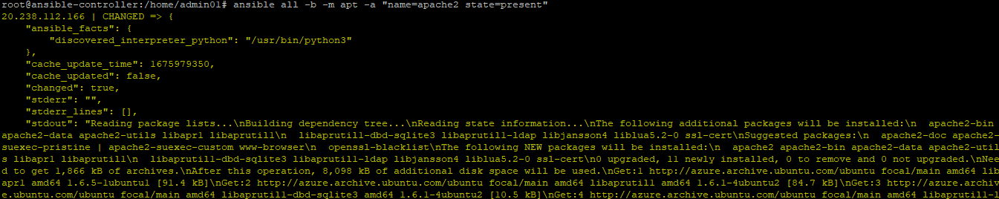 root@ansible-controller:/home/admin01# ansible all -b -m apt -a "name=apache2 state=present"
20.238.112.166 | CHANGED => {
    "ansible_facts": {
        "discovered_interpreter_python": "/usr/bin/python3"
    },
    "cache_update_time": 1675979350,
    "cache_updated": false,
    "changed": true,
    "stderr": "",
    "stderr_lines": [],
    "stdout": "Reading package lists...\nBuilding dependency tree...\nReading state information...\nThe following additional packages will be installed:\n  apache2-bin
apache2-data apache2-utils libapr1 libaprutil1\n  libaprutil1-dbd-sqlite3 libaprutil1-ldap libjansson4 liblua5.2-0 ssl-cert\nSuggested packages:\n  apache2-doc apache2-
suexec-pristine | apache2-suexec-custom www-browser\n  openssl-blacklist\nThe following NEW packages will be installed:\n  apache2 apache2-bin apache2-data apache2-util
s libapr1 libaprutil1\n  libaprutil1-dbd-sqlite3 libaprutil1-ldap libjansson4 liblua5.2-0 ssl-cert\n0 upgraded, 11 newly installed, 0 to remove and 0 not upgraded.\nNee
d to get 1,866 kB of archives.\nAfter this operation, 8,098 kB of additional disk space will be used.\nGet:1 http://azure.archive.ubuntu.com/ubuntu focal/main amd64 lib
apr1 amd64 1.6.5-1ubuntu1 [91.4 kB]\nGet:2 http://azure.archive.ubuntu.com/ubuntu focal/main amd64 libaprutil1 amd64 1.6.1-4ubuntu2 [84.7 kB]\nGet:3 http://azure.archiv
e.ubuntu.com/ubuntu focal/main amd64 libaprutil1-dbd-sqlite3 amd64 1.6.1-4ubuntu2 [10.5 kB]\nGet:4 http://azure.archive.ubuntu.com/ubuntu focal/main amd64 libaprutil1-l